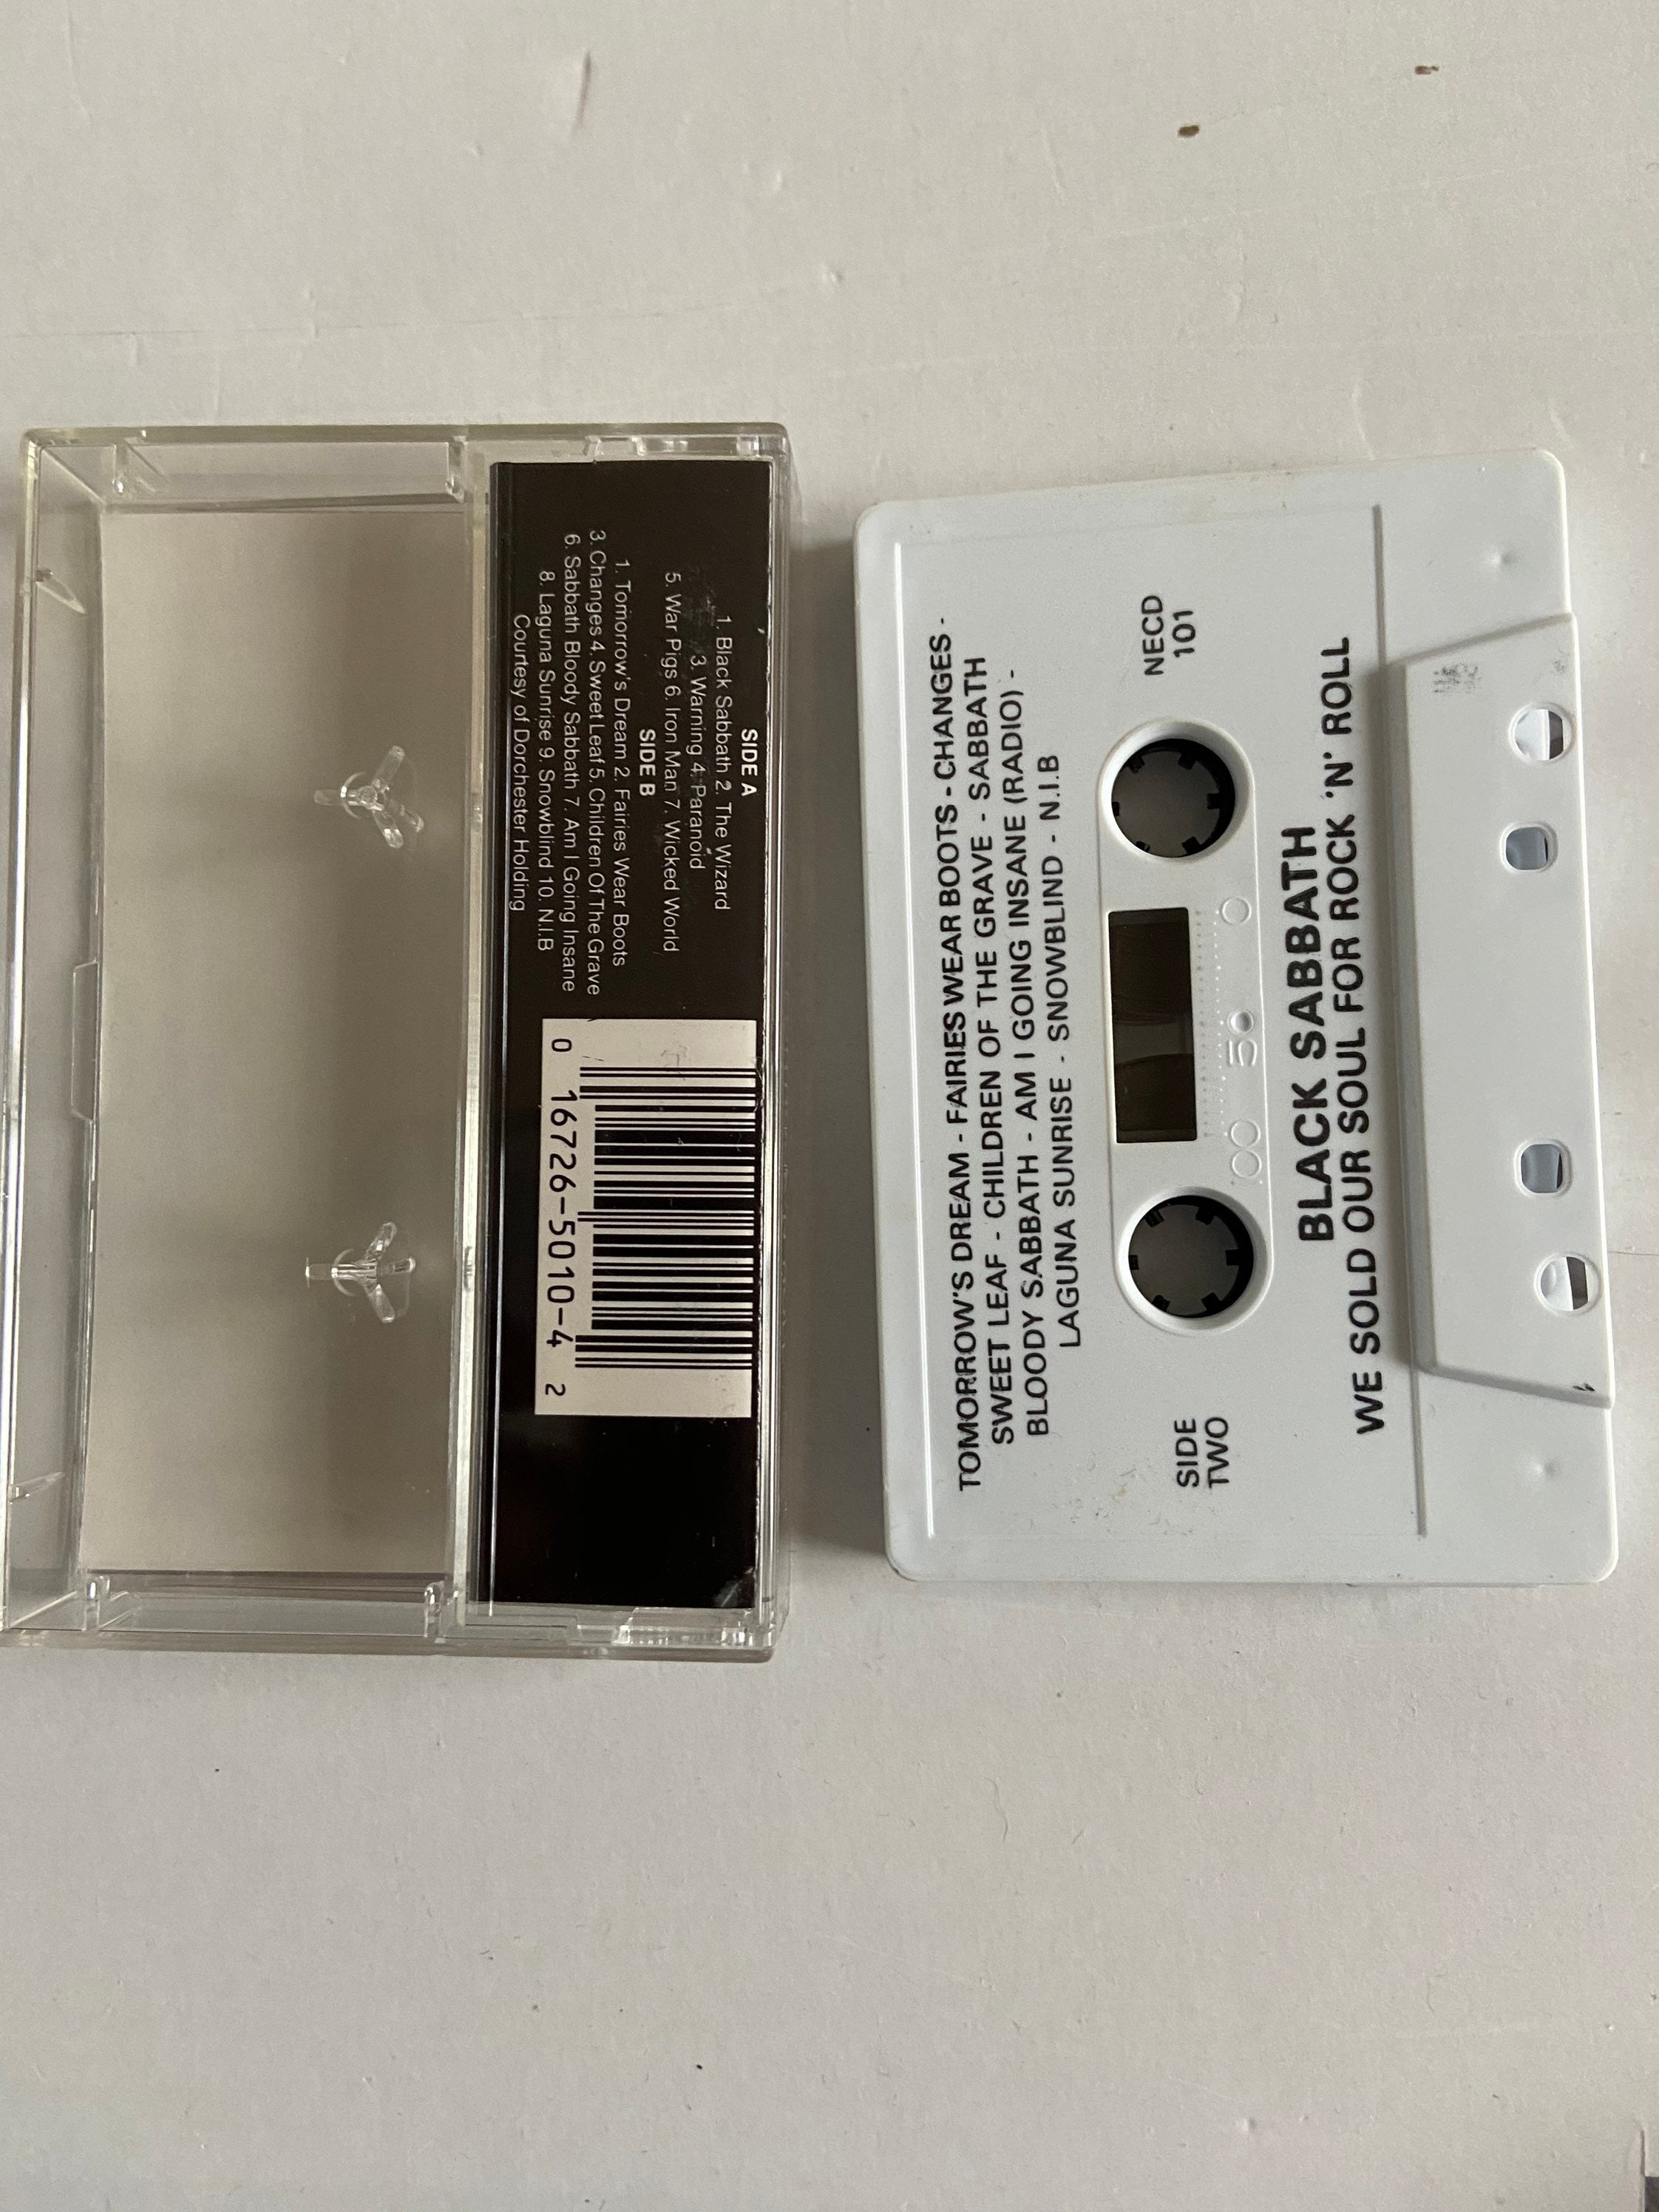 SIDE A
1. Black Sabbath 2. The Wizard
3. Warning 4. Paranoid
5. War Pigs 6. Iron Man 7. Wicked World
SIDE B
1. Tomorrow's Dream 2. Fairies Wear Boots
3. Changes 4. Sweet Leaf 5. Children Of The Grave
6. Sabbath Bloody Sabbath 7. Am I Going Insane
8. Laguna Sunrise 9. Snowblind 10. N.I.B
Courtesy of Dorchester Holding
0 16726-5010-4 2
TOMORROW'S DREAM - FAIRIES WEAR BOOTS - CHANGES -
SWEET LEAF - CHILDREN OF THE GRAVE - SABBATH
BLOODY SABBATH - AM I GOING INSANE (RADIO) -
LAGUNA SUNRISE - SNOWBLIND - N.I.B
SIDE
TWO
NECD
101
100 50 0
BLACK SABBATH
WE SOLD OUR SOUL FOR ROCK 'N' ROLL